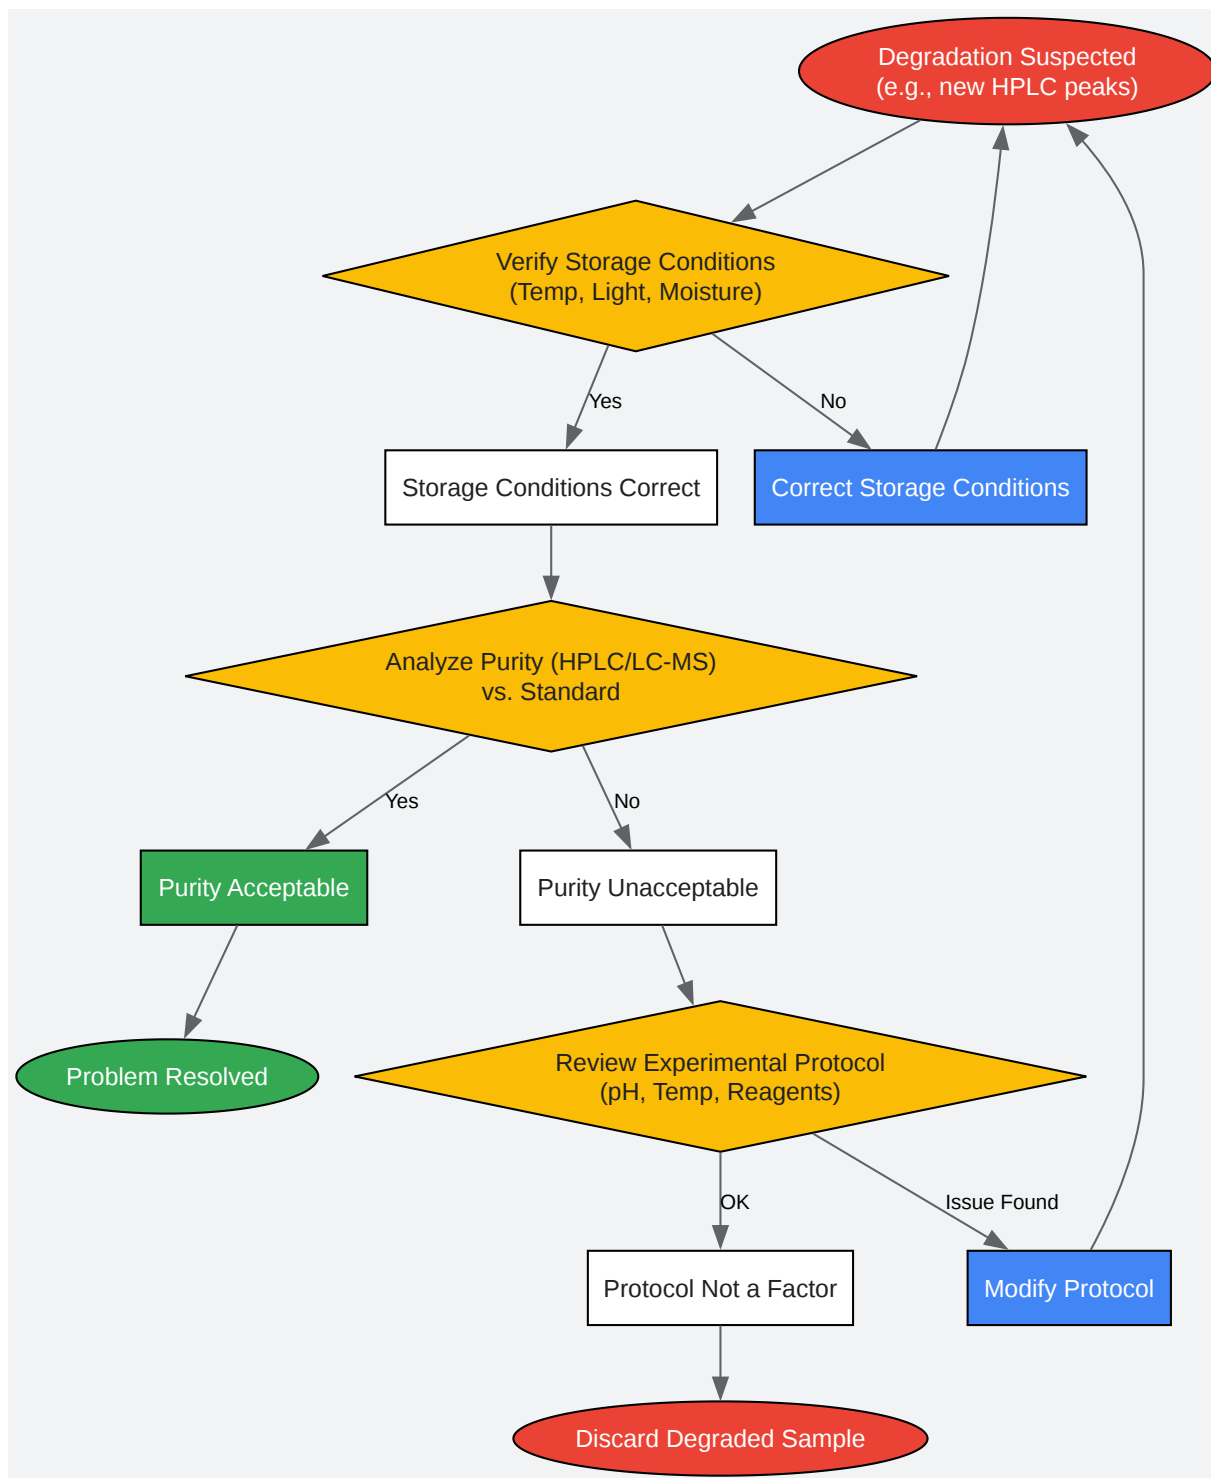 Degradation Suspected
(e.g., new HPLC peaks)
Verify Storage Conditions
(Temp, Light, Moisture)
Yes
No
Storage Conditions Correct
Correct Storage Conditions
Analyze Purity (HPLC/LC-MS)
vs. Standard
Yes
No
Purity Acceptable
Purity Unacceptable
Problem Resolved
Review Experimental Protocol
(pH, Temp, Reagents)
OK
Issue Found
Protocol Not a Factor
Modify Protocol
Discard Degraded Sample